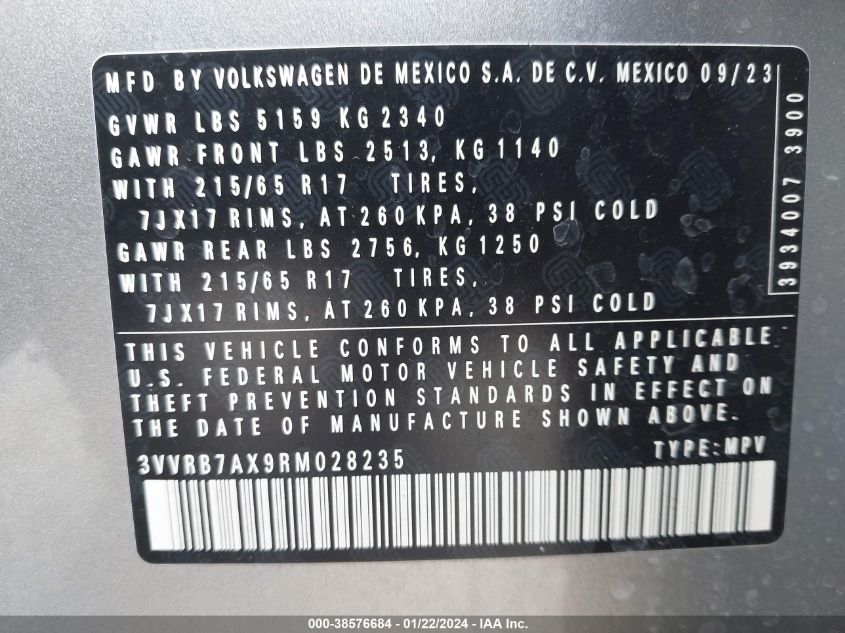 MFD BY VOLKSWAGEN DE MEXICO S.A. DE C.V. MEXICO 09/23
GVWR LBS 5159 KG 2340
GAWR FRONT LBS 2513, KG 1140
WITH 215/65 R17 TIRES,
7JX17 RIMS, AT 260 KPA, 38 PSI COLD
GAWR REAR LBS 2756, KG 1250
WITH 215/65 R17 TIRES,
7JX17 RIMS, AT 260 KPA, 38 PSI COLD
3934007 3900
THIS VEHICLE CONFORMS TO ALL APPLICABLE
U.S. FEDERAL MOTOR VEHICLE SAFETY AND
THEFT PREVENTION STANDARDS IN EFFECT ON
THE DATE OF MANUFACTURE SHOWN ABOVE.
3VVRB7AX9RM028235 TYPE: MPV
000-38576684 - 01/22/2024 - IAA Inc.